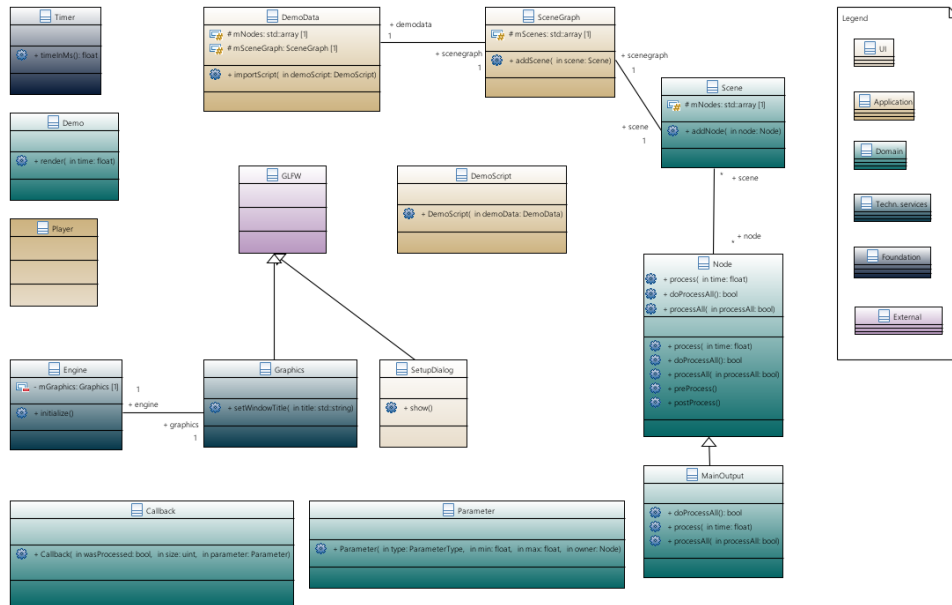 Timer
+ timeInMs(): float
DemoData
# mNodes: std::array [1]
# mSceneGraph: SceneGraph [1]
+ importScript( in demoScript: DemoScript)
+ demodata
1
+ scenegraph
1
SceneGraph
# mScenes: std::array [1]
+ addScene( in scene: Scene)
+ scenegraph
1
+ scene
1
Scene
# mNodes: std::array [1]
+ addNode( in node: Node)
*
+ scene
+ node
*
Legend
UI
Application
Domain
Techn. services
Foundation
External
Demo
+ render( in time: float)
GLFW
DemoScript
+ DemoScript( in demoData: DemoData)
Player
Node
+ process( in time: float)
+ doProcessAll(): bool
+ processAll( in processAll: bool)
+ process( in time: float)
+ doProcessAll(): bool
+ processAll( in processAll: bool)
+ preProcess()
+ postProcess()
Engine
- mGraphics: Graphics [1]
+ initialize()
1
+ engine
+ graphics
1
Graphics
+ setWindowTitle( in title: std::string)
SetupDialog
+ show()
MainOutput
+ doProcessAll(): bool
+ process( in time: float)
+ processAll( in processAll: bool)
Callback
+ Callback( in wasProcessed: bool, in size: uint, in parameter: Parameter)
Parameter
+ Parameter( in type: ParameterType, in min: float, in max: float, in owner: Node)